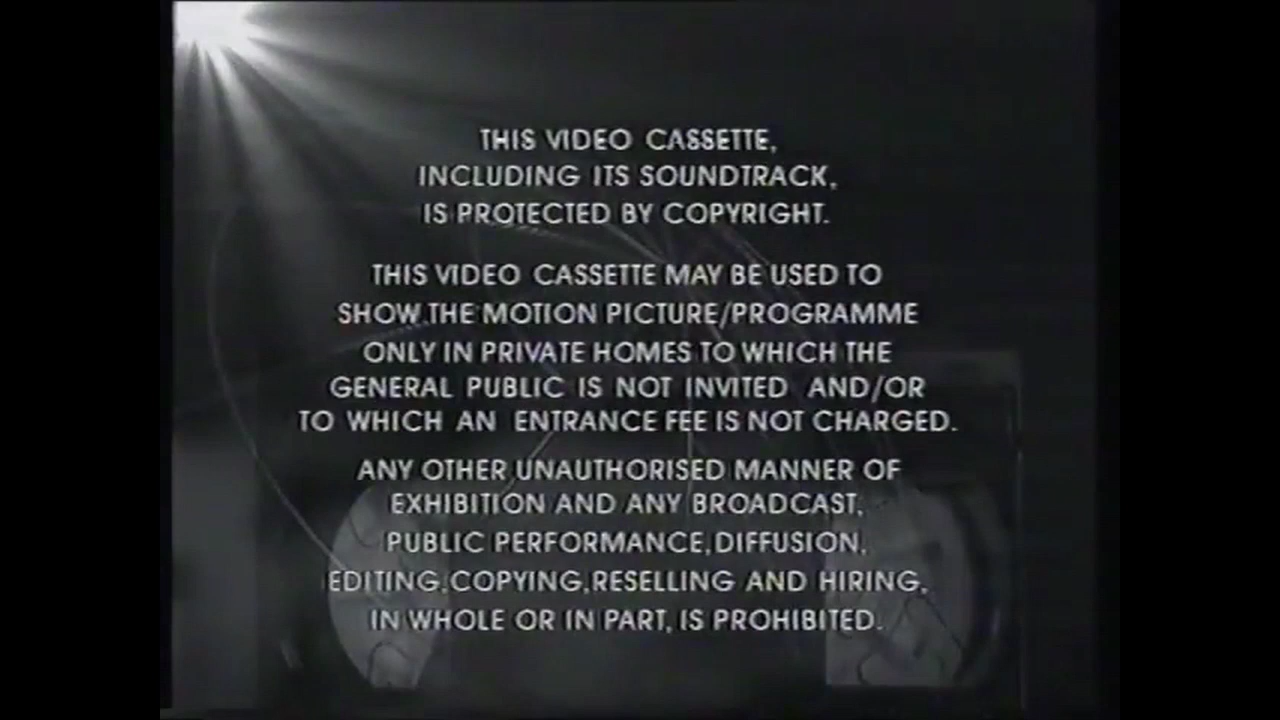 THIS VIDEO CASSETTE,
INCLUDING ITS SOUNDTRACK,
IS PROTECTED BY COPYRIGHT.
THIS VIDEO CASSETTE MAY BE USED TO
SHOW THE MOTION PICTURE/PROGRAMME
ONLY IN PRIVATE HOMES TO WHICH THE
GENERAL PUBLIC IS NOT INVITED AND/OR
TO WHICH AN ENTRANCE FEE IS NOT CHARGED.
ANY OTHER UNAUTHORISED MANNER OF
EXHIBITION AND ANY BROADCAST,
PUBLIC PERFORMANCE, DIFFUSION,
EDITING, COPYING, RESELLING AND HIRING,
IN WHOLE OR IN PART, IS PROHIBITED.